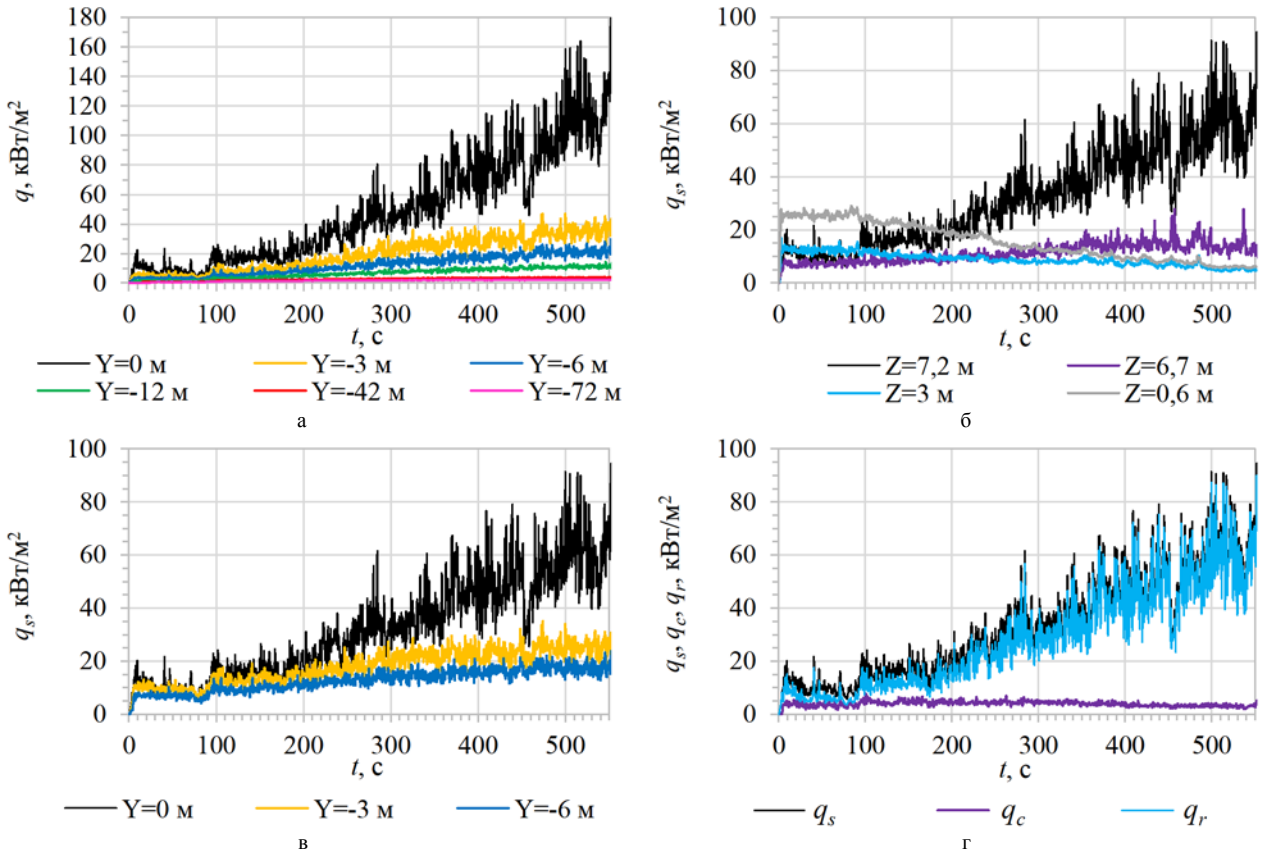 q, кВт/м²
180
160
140
120
100
80
60
40
20
0
0 100 200 300 400 500
t, с
Y=0 м Y=-3 м Y=-6 м
Y=-12 м Y=-42 м Y=-72 м
а
qₛ, кВт/м²
100
80
60
40
20
0
0 100 200 300 400 500
t, с
Z=7,2 м Z=6,7 м
Z=3 м Z=0,6 м
б
qₛ, кВт/м²
100
80
60
40
20
0
0 100 200 300 400 500
t, с
Y=0 м Y=-3 м Y=-6 м
в
qₛ, q_c, qᵣ, кВт/м²
100
80
60
40
20
0
0 100 200 300 400 500
t, с
qₛ q_c qᵣ
г